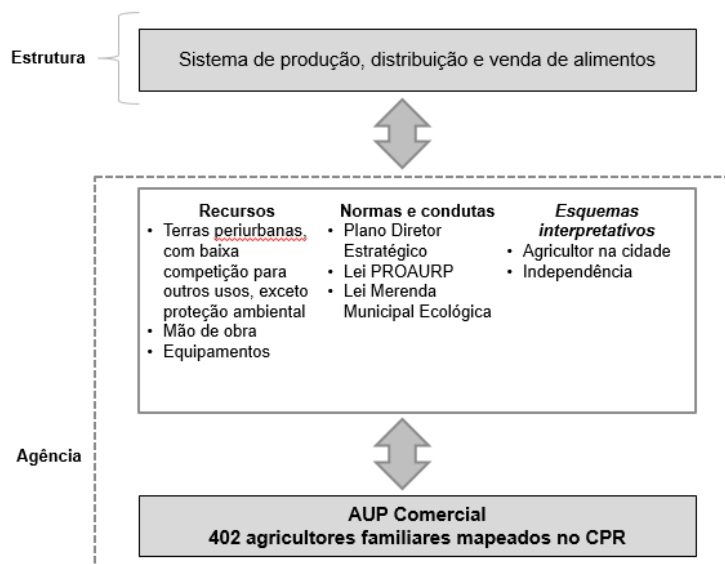 Estrutura
Sistema de produção, distribuição e venda de alimentos
Recursos
• Terras periurbanas,
com baixa
competição para
outros usos, exceto
proteção ambiental
• Mão de obra
• Equipamentos
Normas e condutas
• Plano Diretor
Estratégico
• Lei PROAURP
• Lei Merenda
Municipal Ecológica
Esquemas
interpretativos
• Agricultor na cidade
• Independência
Agência
AUP Comercial
402 agricultores familiares mapeados no CPR